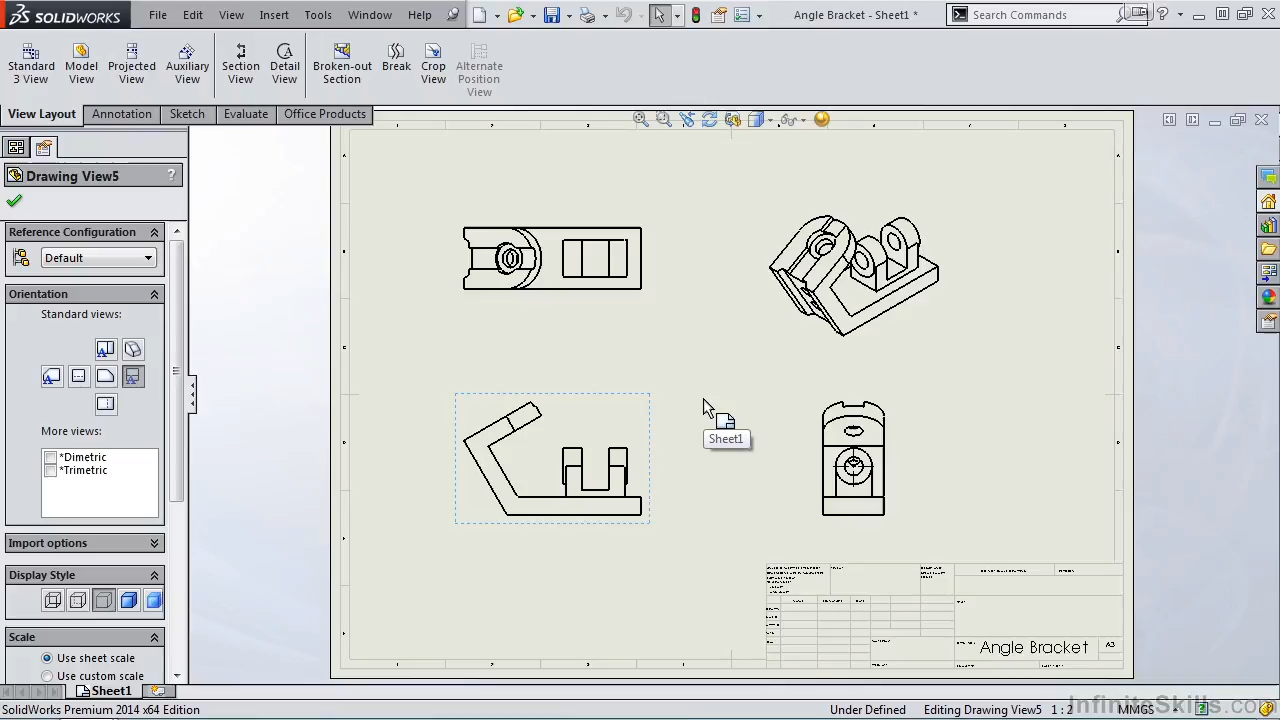 SOLIDWORKS File Edit View Insert Tools Window Help Angle Bracket - Sheet1 * Search Commands
Standard 3 View
Model View
Projected View
Auxiliary View
Section View
Detail View
Broken-out Section
Break
Crop View
Alternate Position View
View Layout Annotation Sketch Evaluate Office Products
Drawing View5 ?
Reference Configuration
Default
Orientation
Standard views:
More views:
*Dimetric
*Trimetric
Import options
Display Style
Scale
Use sheet scale
Use custom scale
Sheet1
Angle Bracket A3
Sheet1
InfiniteSkills.com
SolidWorks Premium 2014 x64 Edition Under Defined Editing Drawing View5 1 : 2 MMGS